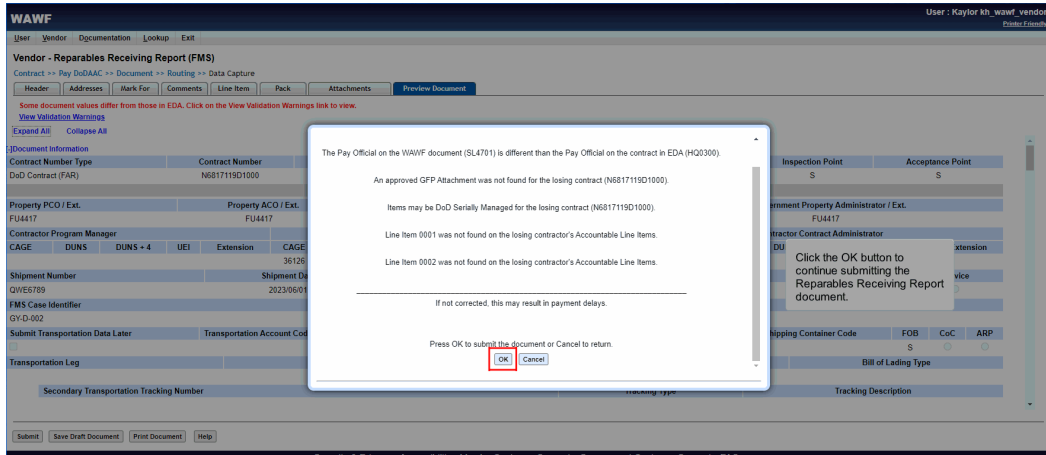 WAWF
User : Kaylor kh_wawf_vendor
Printer Friendly
User Vendor Documentation Lookup Exit
Vendor - Reparables Receiving Report (FMS)
Contract >> Pay DoDAAC >> Document >> Routing >> Data Capture
Header Addresses Mark For Comments Line Item Pack Attachments Preview Document
Some document values differ from those in EDA. Click on the View Validation Warnings link to view.
View Validation Warnings
Expand All Collapse All
[-]Document Information
Contract Number Type Contract Number Inspection Point Acceptance Point
DoD Contract (FAR) N6817119D1000 S S
Property PCO / Ext. Property ACO / Ext. ernment Property Administrator / Ext.
FU4417 FU4417 FU4417
Contractor Program Manager tractor Contract Administrator
CAGE DUNS DUNS + 4 UEI Extension CAGE DU xtension
36126
Shipment Number Shipment Da vice
QWE6789 2023/06/01
FMS Case Identifier
GY-D-002
Submit Transportation Data Later Transportation Account Cod hipping Container Code FOB CoC ARP
S
Transportation Leg Bill of Lading Type
Secondary Transportation Tracking Number Tracking Type Tracking Description
The Pay Official on the WAWF document (SL4701) is different than the Pay Official on the contract in EDA (HQ0300).
An approved GFP Attachment was not found for the losing contract (N6817119D1000).
Items may be DoD Serially Managed for the losing contract (N6817119D1000).
Line Item 0001 was not found on the losing contractor's Accountable Line Items.
Line Item 0002 was not found on the losing contractor's Accountable Line Items.
If not corrected, this may result in payment delays.
Press OK to submit the document or Cancel to return.
OK Cancel
Click the OK button to
continue submitting the
Reparables Receiving Report
document.
Submit Save Draft Document Print Document Help